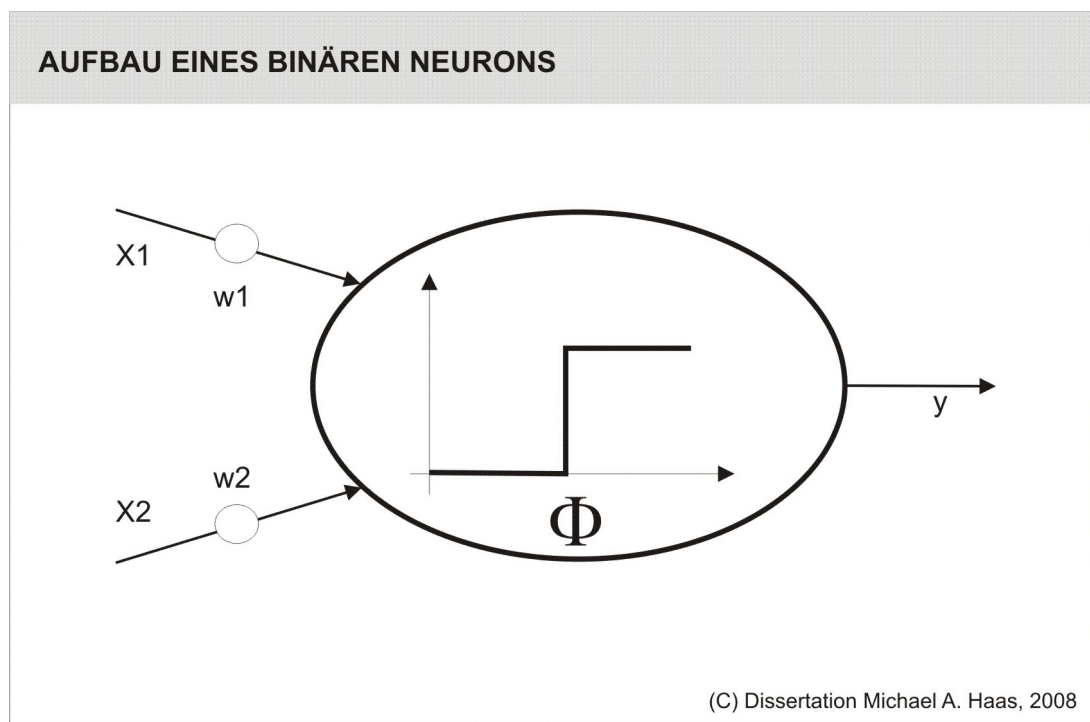 AUFBAU EINES BINÄREN NEURONS
X1
w1
w2
X2
Φ
y
(C) Dissertation Michael A. Haas, 2008